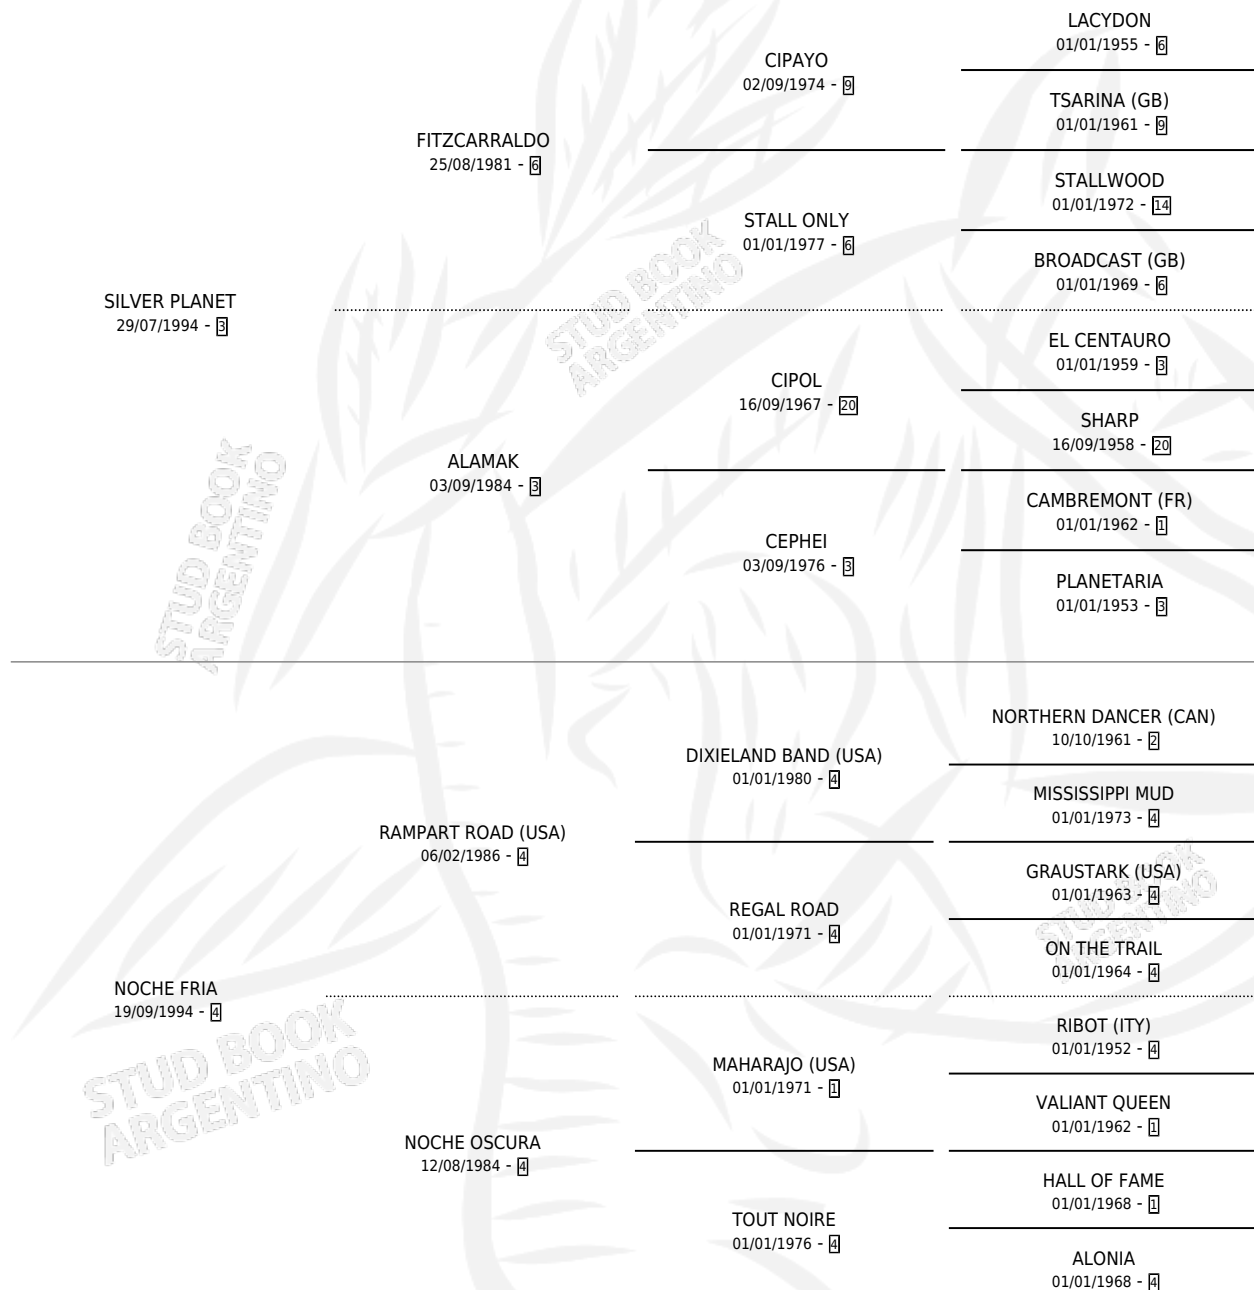 LACYDON
01/01/1955 - 6
CIPAYO
02/09/1974 - 9
TSARINA (GB)
01/01/1961 - 9
FITZCARRALDO
25/08/1981 - 6
STALLWOOD
01/01/1972 - 14
STALL ONLY
01/01/1977 - 6
BROADCAST (GB)
01/01/1969 - 6
SILVER PLANET
29/07/1994 - 3
EL CENTAURO
01/01/1959 - 3
CIPOL
16/09/1967 - 20
SHARP
16/09/1958 - 20
ALAMAK
03/09/1984 - 3
CAMBREMONT (FR)
01/01/1962 - 1
CEPHEI
03/09/1976 - 3
PLANETARIA
01/01/1953 - 3
NORTHERN DANCER (CAN)
10/10/1961 - 2
DIXIELAND BAND (USA)
01/01/1980 - 4
MISSISSIPPI MUD
01/01/1973 - 4
RAMPART ROAD (USA)
06/02/1986 - 4
GRAUSTARK (USA)
01/01/1963 - 4
REGAL ROAD
01/01/1971 - 4
ON THE TRAIL
01/01/1964 - 4
NOCHE FRIA
19/09/1994 - 4
RIBOT (ITY)
01/01/1952 - 4
MAHARAJO (USA)
01/01/1971 - 1
VALIANT QUEEN
01/01/1962 - 1
NOCHE OSCURA
12/08/1984 - 4
HALL OF FAME
01/01/1968 - 1
TOUT NOIRE
01/01/1976 - 4
ALONIA
01/01/1968 - 4
STUD BOOK
ARGENTINO
STUD BOOK
ARGENTINO
STUD BOOK
ARGENTINO
STUD BOOK
ARGENTINO